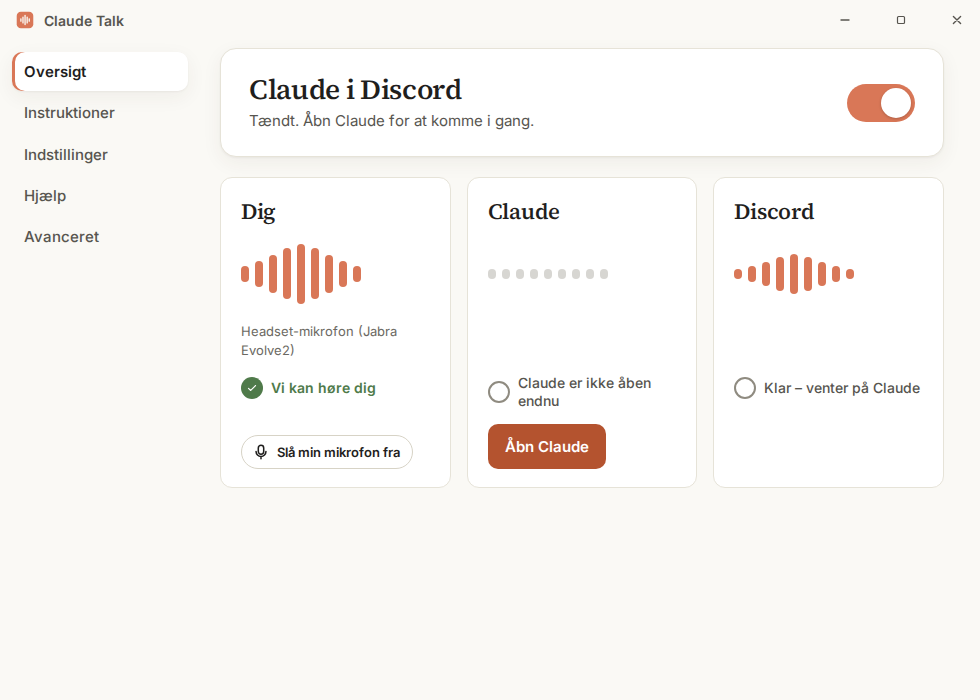 Claude Talk
Oversigt
Instruktioner
Indstillinger
Hjælp
Avanceret
Claude i Discord
Tændt. Åbn Claude for at komme i gang.
Dig
Headset-mikrofon (Jabra
Evolve2)
Vi kan høre dig
Slå min mikrofon fra
Claude
Claude er ikke åben
endnu
Åbn Claude
Discord
Klar – venter på Claude